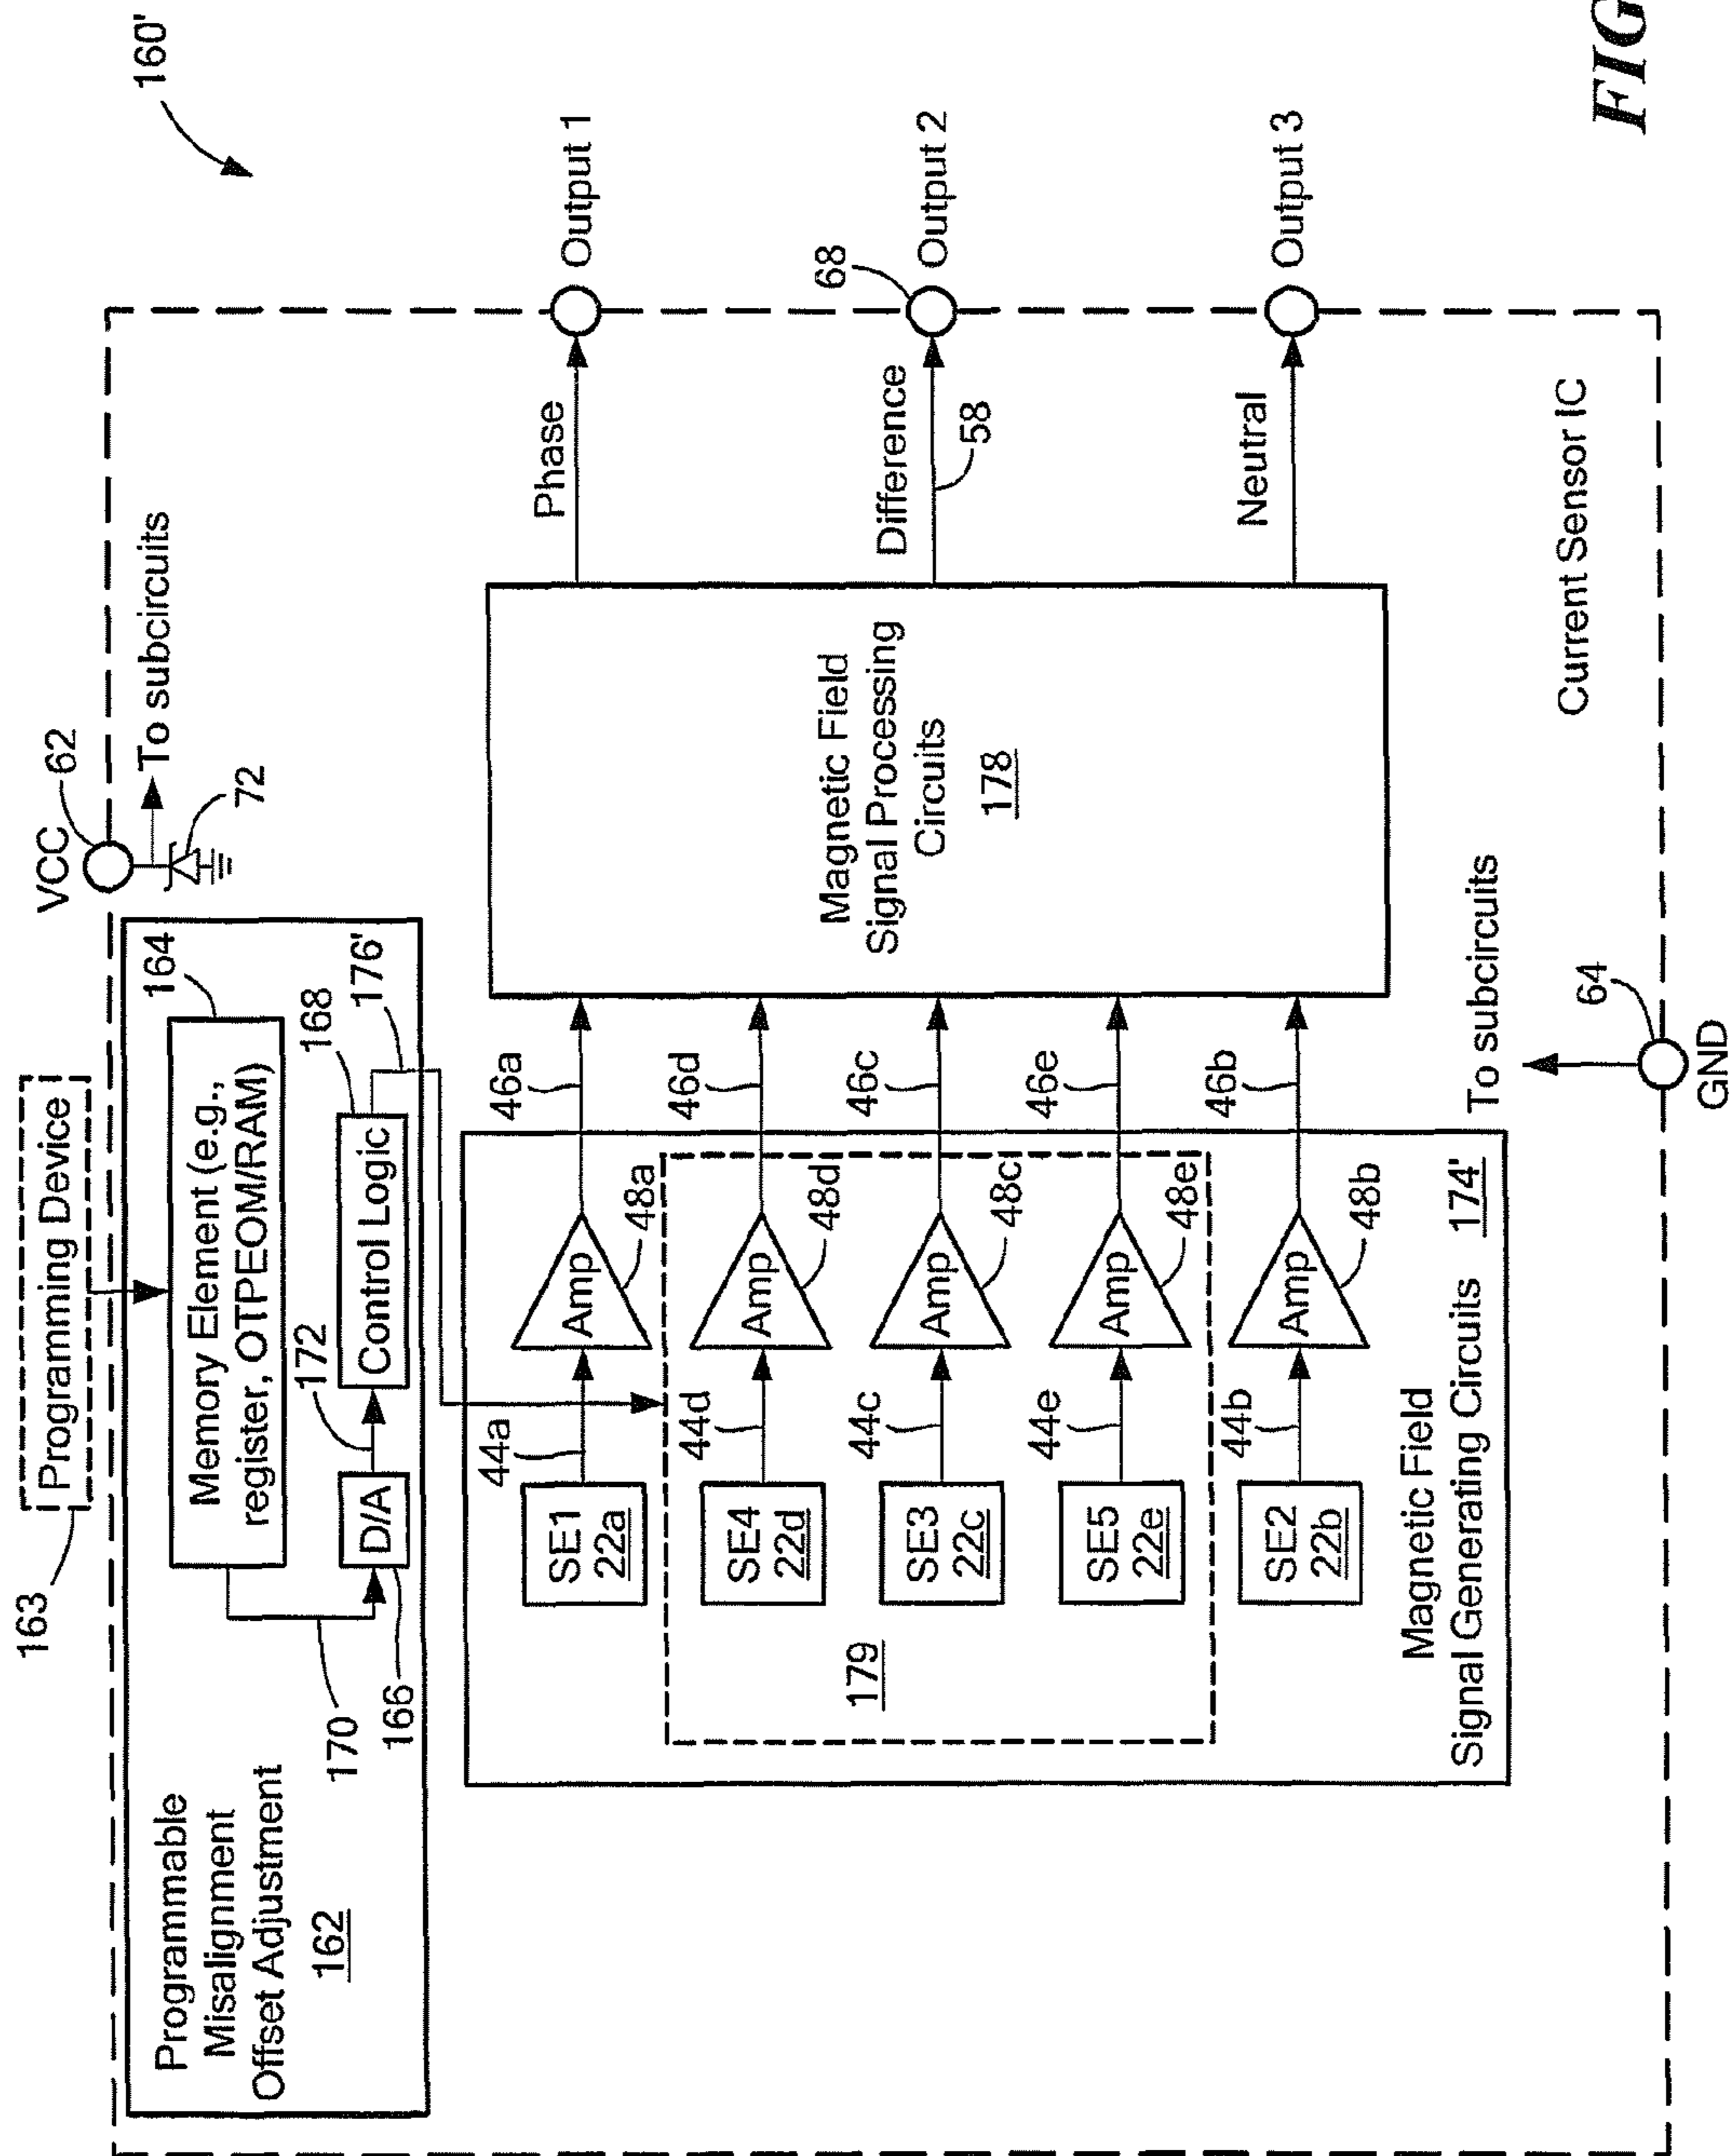 160'
163
Programming Device
VCC
62
To subcircuits
72
Programmable
Misalignment
Offset Adjustment
162
Memory Element (e.g.,
register, OTPEOM/RAM)
164
170
D/A
166
172
Control Logic
168
176'
SE1
22a
44a
Amp
48a
46a
SE4
22d
44d
Amp
48d
46d
SE3
22c
44c
Amp
48c
46c
SE5
22e
44e
Amp
48e
46e
SE2
22b
44b
Amp
48b
46b
179
Magnetic Field
Signal Generating Circuits 174'
Magnetic Field
Signal Processing
Circuits
178
Phase
Output 1
Difference
58
68
Output 2
Neutral
Output 3
To subcircuits
64
GND
Current Sensor IC
FIG